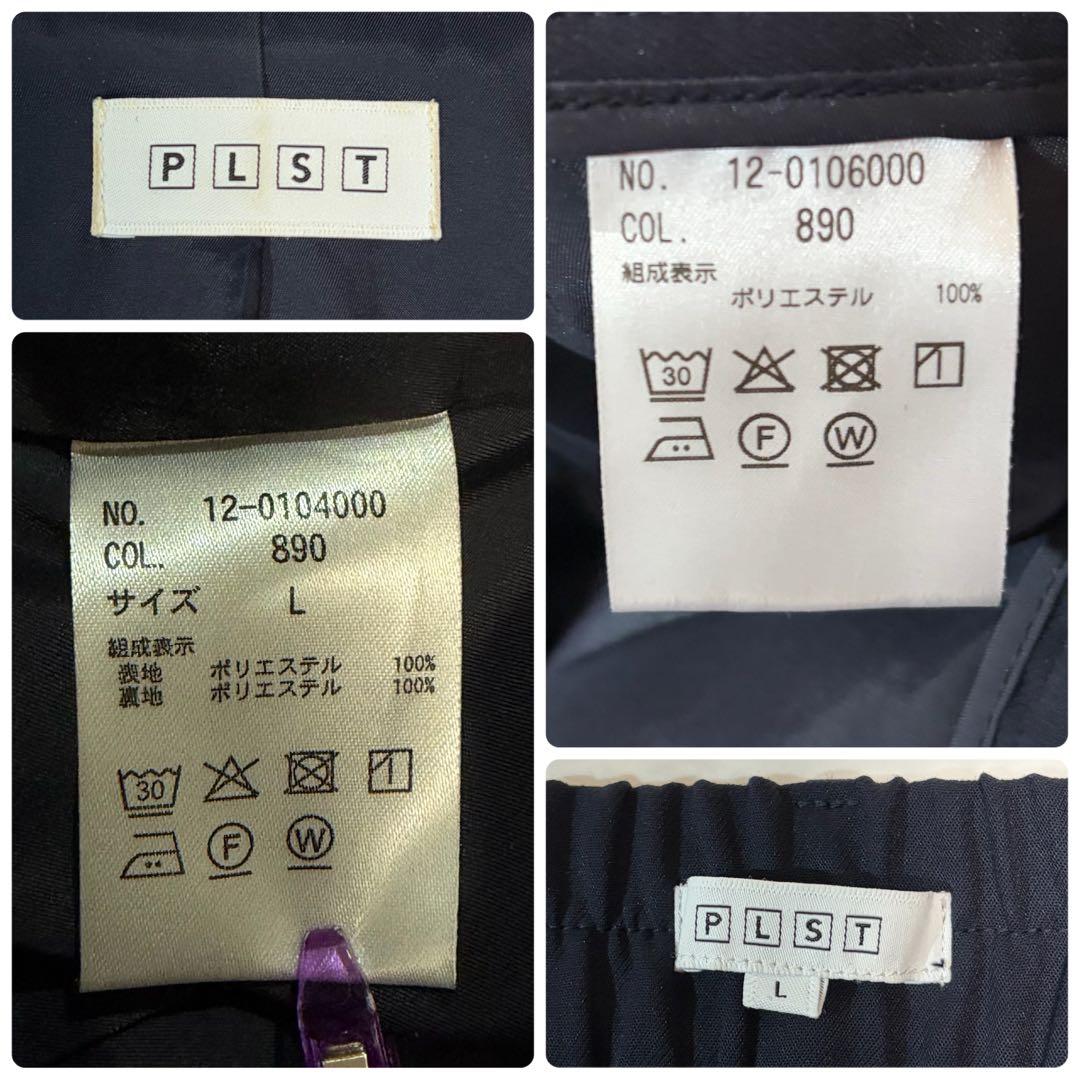 PLST
NO. 12-0106000
COL. 890
組成表示
ポリエステル 100%
30
F W
NO. 12-0104000
COL. 890
サイズ L
組成表示
表地 ポリエステル 100%
裏地 ポリエステル 100%
30
F W
PLST
L